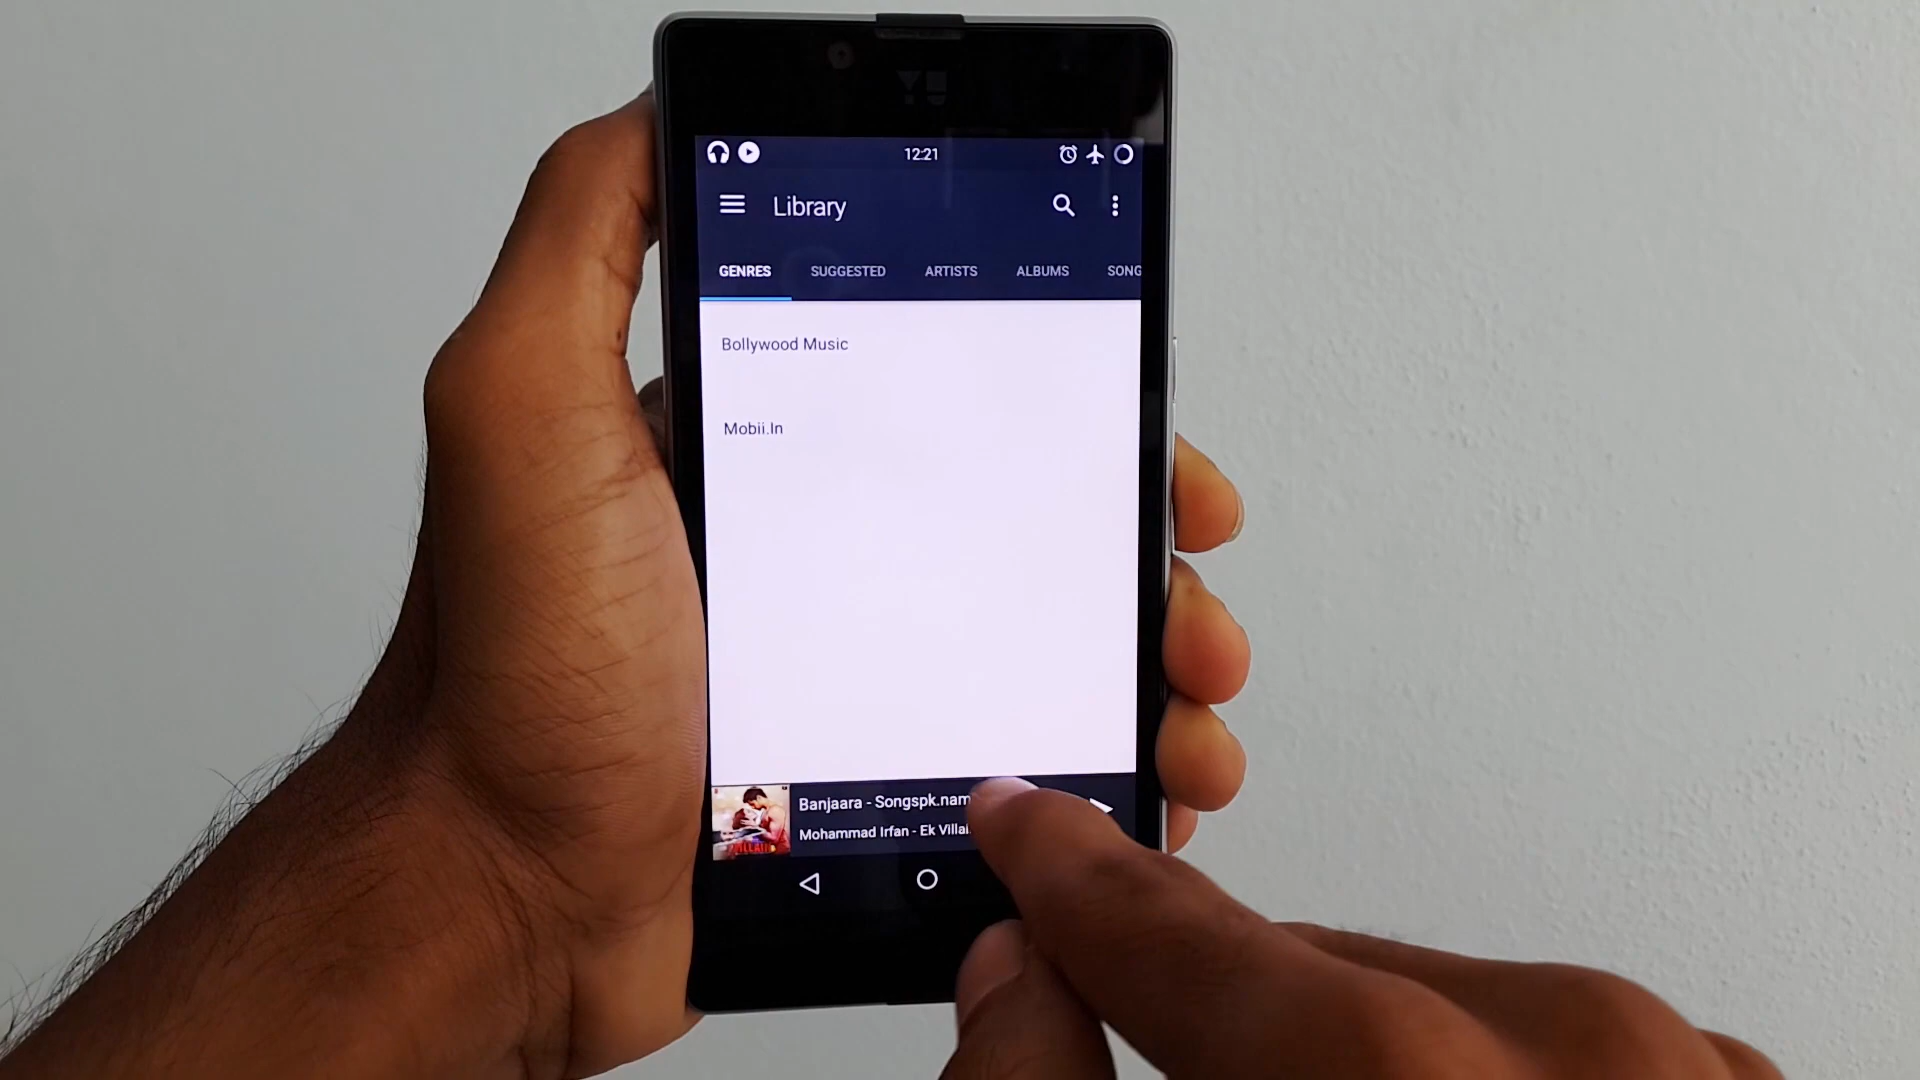 YU
12:21
Library
GENRES SUGGESTED ARTISTS ALBUMS SONG
Bollywood Music
Mobii.In
Banjaara - Songspk.nam
Mohammad Irfan - Ek Villai